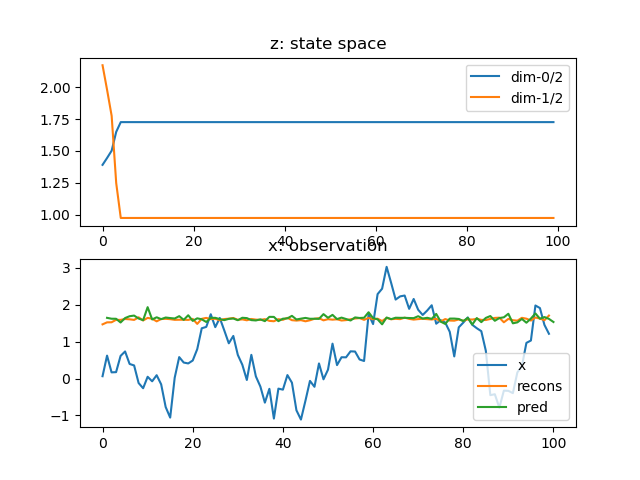 z: state space
2.00
1.75
1.50
1.25
1.00
dim-0/2
dim-1/2
0 20 40 60 80 100
x: observation
3
2
1
0
−1
x
recons
pred
0 20 40 60 80 100